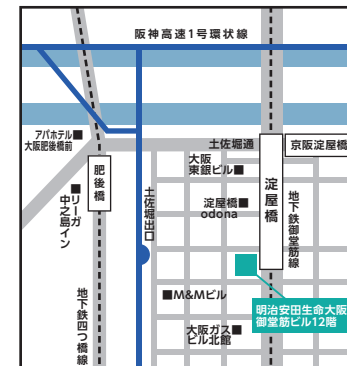 阪神高速1号環状線
アパホテル■
大阪肥後橋前
土佐堀通
京阪淀屋橋
大阪
東銀ビル■
肥後橋
淀屋橋
■リーガ
中之島イン
土佐堀出口
淀屋橋■
odona
地下鉄御堂筋線
■M&Mビル
明治安田生命大阪
御堂筋ビル12階
地下鉄四つ橋線
大阪ガス■
ビル北館